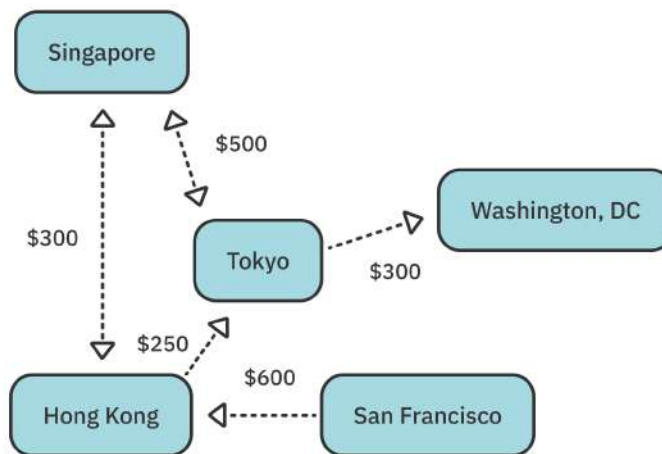 Singapore
$500
Washington, DC
$300
Tokyo
$300
$250
$600
Hong Kong
San Francisco